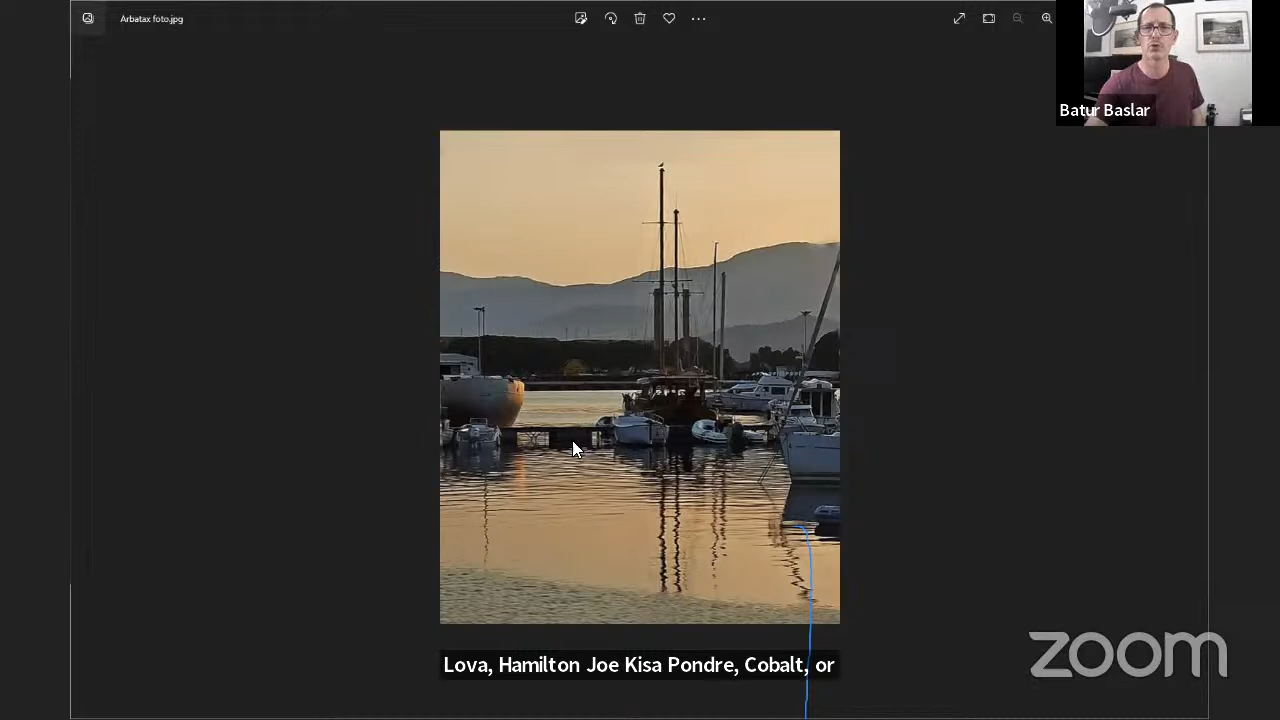 Arbatax foto.jpg
Batur Baslar
Lova, Hamilton Joe Kisa Pondre, Cobalt, or
zoom